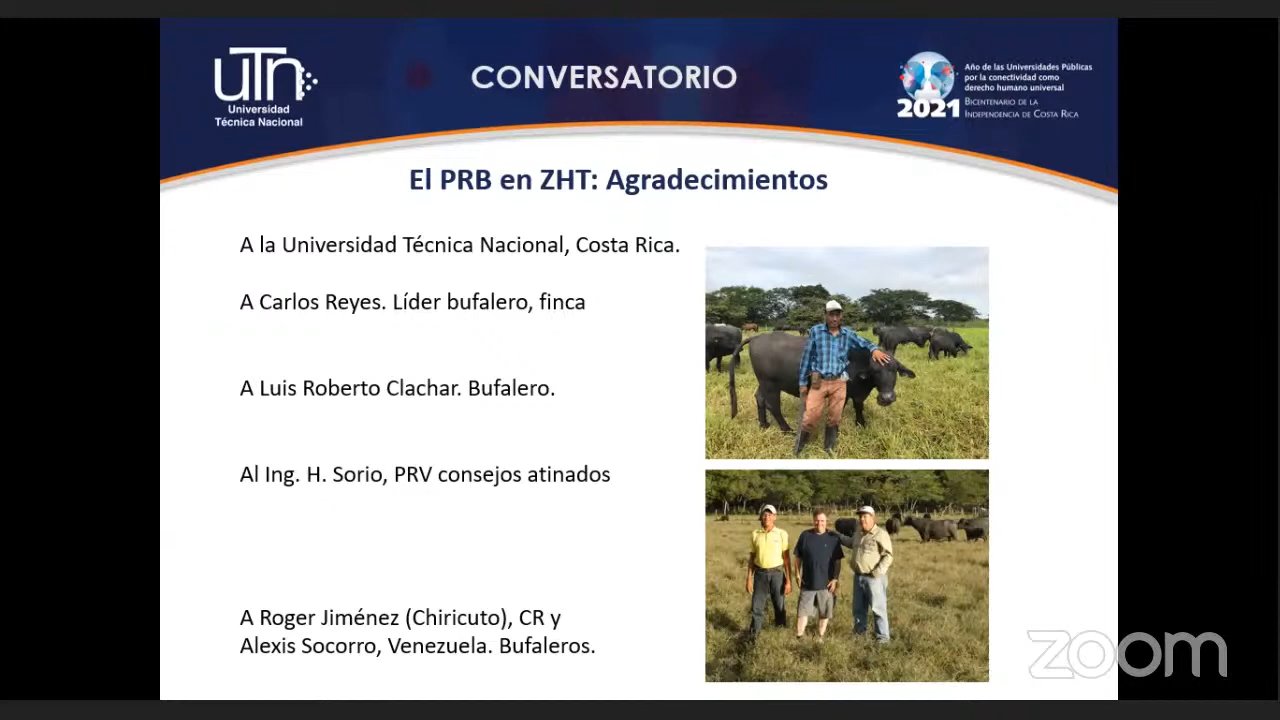 UTN
Universidad
Técnica Nacional
CONVERSATORIO
2021
Año de las Universidades Públicas
por la conectividad como
derecho humano universal
BICENTENARIO DE LA
INDEPENDENCIA DE COSTA RICA
El PRB en ZHT: Agradecimientos
A la Universidad Técnica Nacional, Costa Rica.
A Carlos Reyes. Líder bufalero, finca
A Luis Roberto Clachar. Bufalero.
Al Ing. H. Sorio, PRV consejos atinados
A Roger Jiménez (Chiricuto), CR y
Alexis Socorro, Venezuela. Bufaleros.
zoom